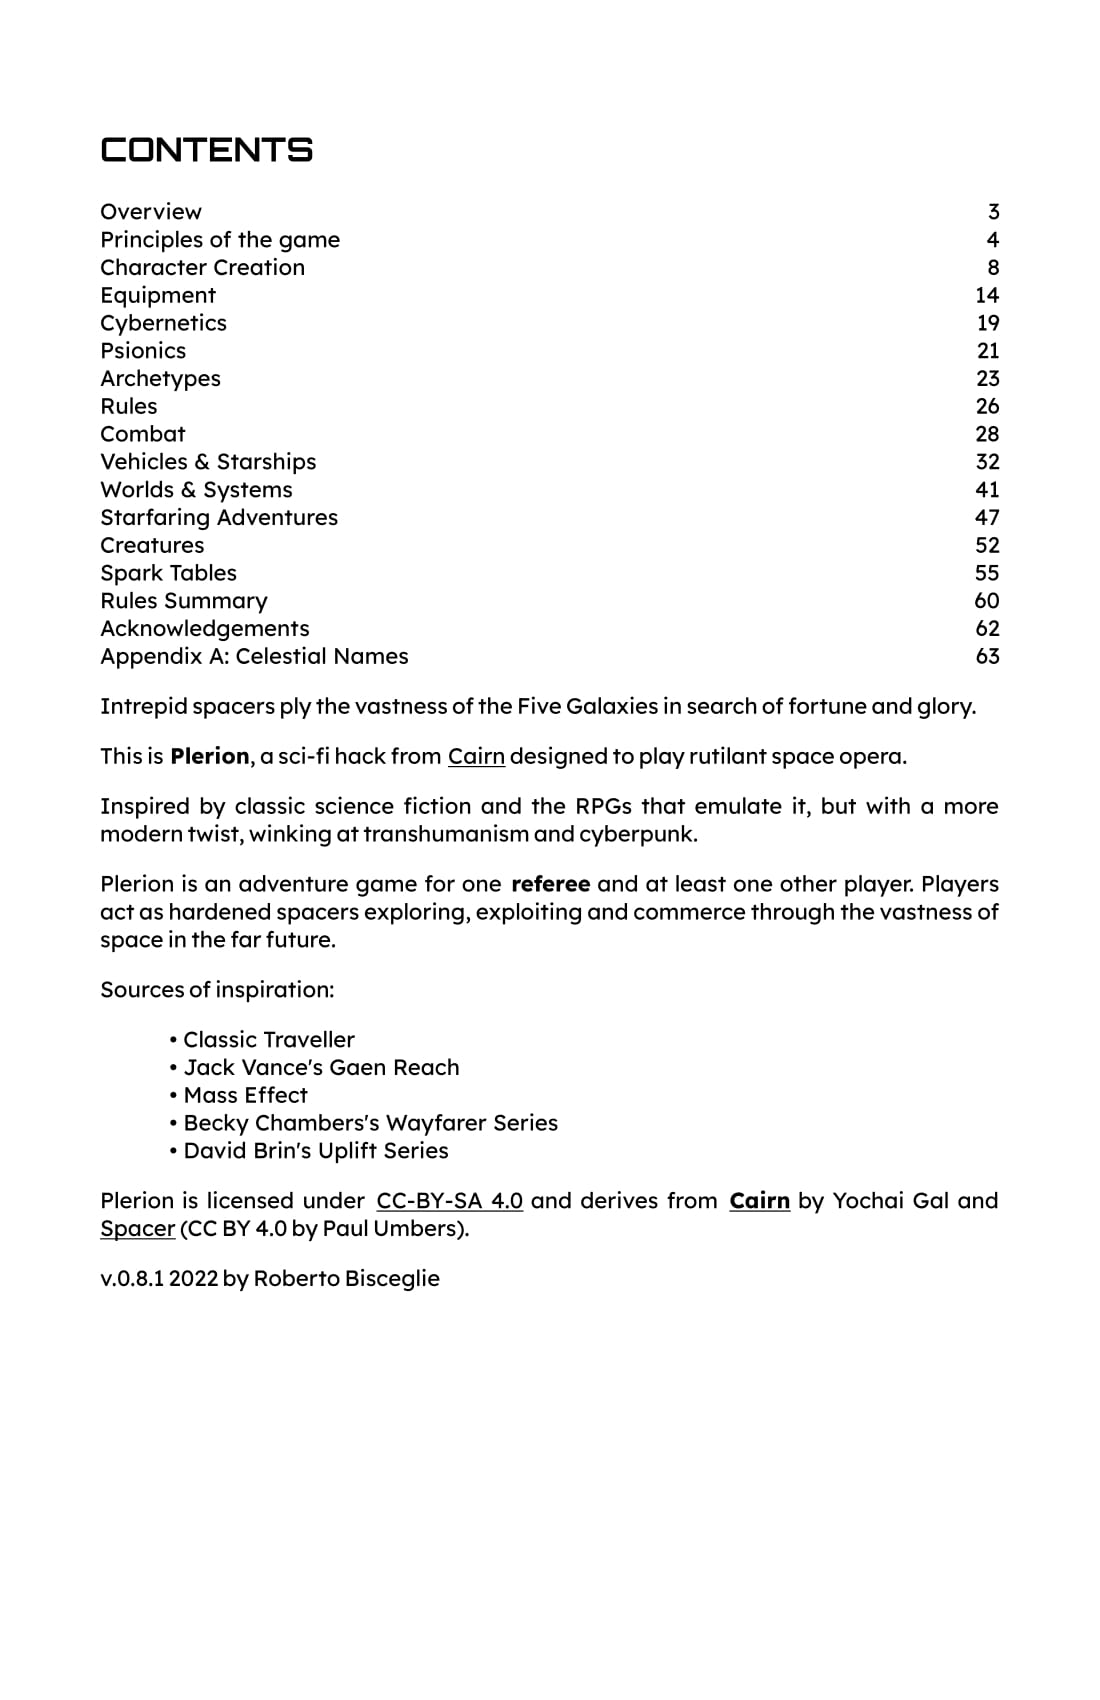 CONTENTS
Overview 3
Principles of the game 4
Character Creation 8
Equipment 14
Cybernetics 19
Psionics 21
Archetypes 23
Rules 26
Combat 28
Vehicles & Starships 32
Worlds & Systems 41
Starfaring Adventures 47
Creatures 52
Spark Tables 55
Rules Summary 60
Acknowledgements 62
Appendix A: Celestial Names 63
Intrepid spacers ply the vastness of the Five Galaxies in search of fortune and glory.
This is Plerion, a sci-fi hack from Cairn designed to play rutilant space opera.
Inspired by classic science fiction and the RPGs that emulate it, but with a more
modern twist, winking at transhumanism and cyberpunk.
Plerion is an adventure game for one referee and at least one other player. Players
act as hardened spacers exploring, exploiting and commerce through the vastness of
space in the far future.
Sources of inspiration:
• Classic Traveller
• Jack Vance's Gaen Reach
• Mass Effect
• Becky Chambers's Wayfarer Series
• David Brin's Uplift Series
Plerion is licensed under CC-BY-SA 4.0 and derives from Cairn by Yochai Gal and
Spacer (CC BY 4.0 by Paul Umbers).
v.0.8.1 2022 by Roberto Bisceglie